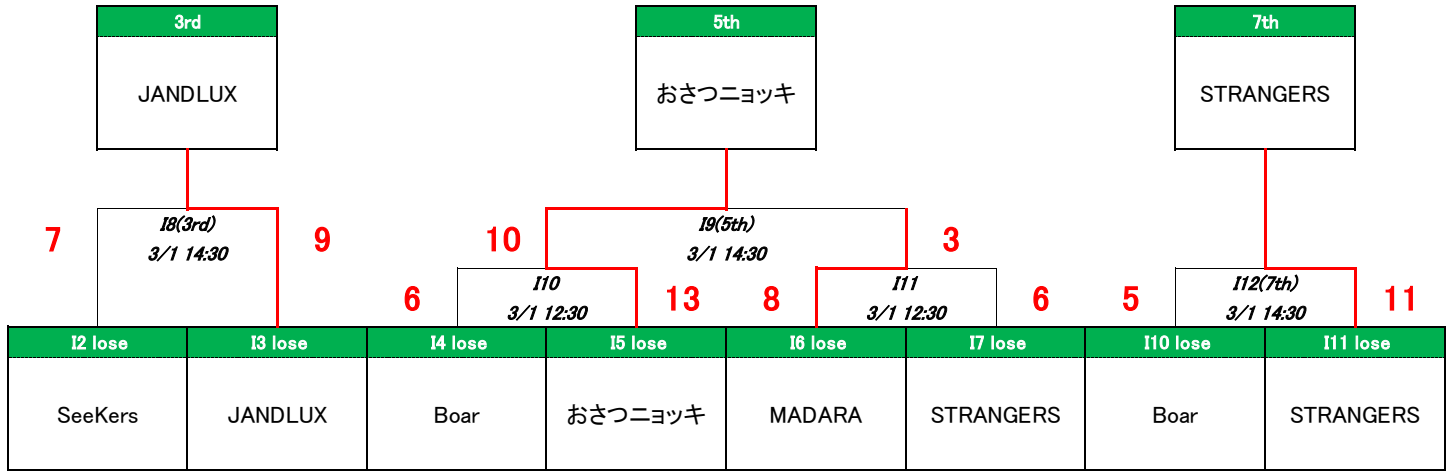 3rd
5th
7th
JANDLUX
おさつニョッキ
STRANGERS
7
I8(3rd)
3/1 14:30
9
10
I9(5th)
3/1 14:30
3
6
I10
3/1 12:30
13
8
I11
3/1 12:30
6
5
I12(7th)
3/1 14:30
11
I2 lose
I3 lose
I4 lose
I5 lose
I6 lose
I7 lose
I10 lose
I11 lose
SeeKers
JANDLUX
Boar
おさつニョッキ
MADARA
STRANGERS
Boar
STRANGERS